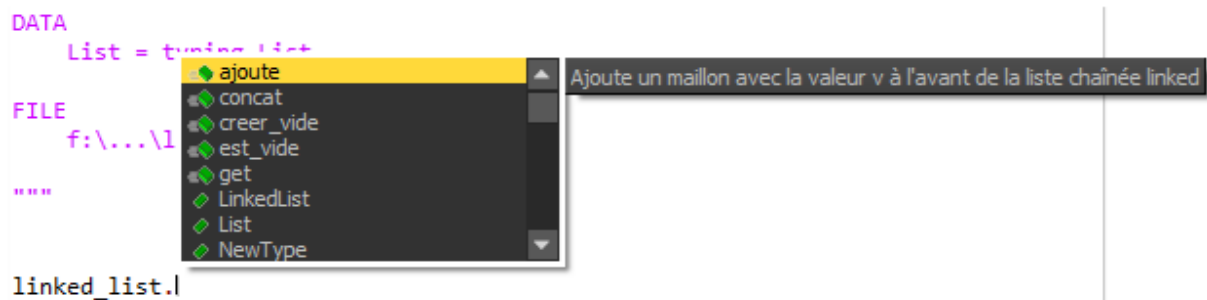 DATA
List = typing.List
ajoute
Ajoute un maillon avec la valeur v à l'avant de la liste chaînée linked
concat
FILE
creer_vide
f:\...\l
est_vide
get
"""
LinkedList
List
NewType
linked_list.